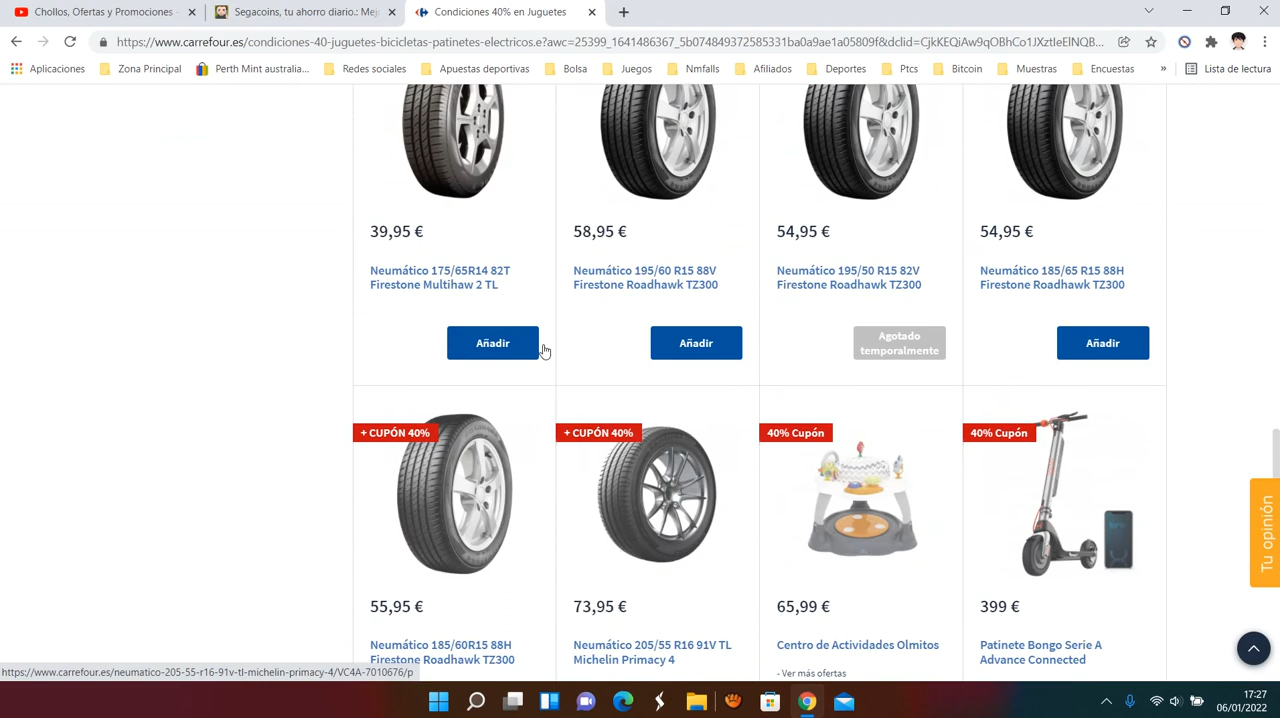 Chollos, Ofertas y Promociones -
Segacoins, tu ahorro diario.: Mej
Condiciones 40% en Juguetes
https://www.carrefour.es/condiciones-40-juguetes-bicicletas-patinetes-electricos.e?awc=25399_1641486367_5b074849372585331ba0a9ae1a05809f&dclid=CjkKEQiAw9qOBhCo1JXztIeElNQB...
Aplicaciones
Zona Principal
Perth Mint australia...
Redes sociales
Apuestas deportivas
Bolsa
Juegos
Nmfalls
Afiliados
Deportes
Ptcs
Bitcoin
Muestras
Encuestas
»
Lista de lectura
39,95 €
58,95 €
54,95 €
54,95 €
Neumático 175/65R14 82T
Firestone Multihaw 2 TL
Neumático 195/60 R15 88V
Firestone Roadhawk TZ300
Neumático 195/50 R15 82V
Firestone Roadhawk TZ300
Neumático 185/65 R15 88H
Firestone Roadhawk TZ300
Añadir
Añadir
Agotado
temporalmente
Añadir
+ CUPÓN 40%
+ CUPÓN 40%
40% Cupón
40% Cupón
55,95 €
73,95 €
65,99 €
399 €
Neumático 185/60R15 88H
Firestone Roadhawk TZ300
Neumático 205/55 R16 91V TL
Michelin Primacy 4
Centro de Actividades Olmitos
- Ver más ofertas
Patinete Bongo Serie A
Advance Connected
Tu opinión
https://www.carrefour.es/neumatico-205-55-r16-91v-tl-michelin-primacy-4/VC4A-7010676/p
17:27
06/01/2022